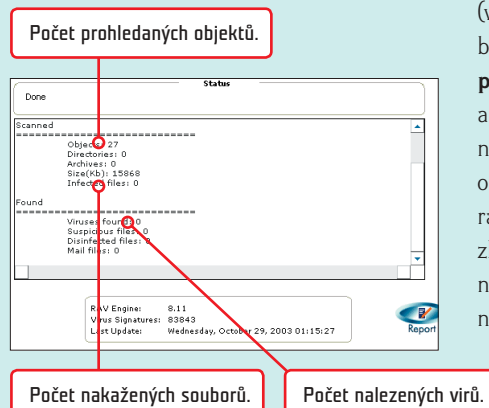 Počet prohledaných objektů.
Status
Done
Scanned
==================================
Objects: 27
Directories: 0
Archives: 0
Size(Kb): 15868
Infected files: 0
Found
==================================
Viruses found: 0
Suspicious files: 0
Disinfected files: 0
Mail files: 0
RAV Engine: 8.11
Virus Signatures: 83843
Last Update: Wednesday, October 29, 2003 01:15:27
Report
Počet nakažených souborů.
Počet nalezených virů.